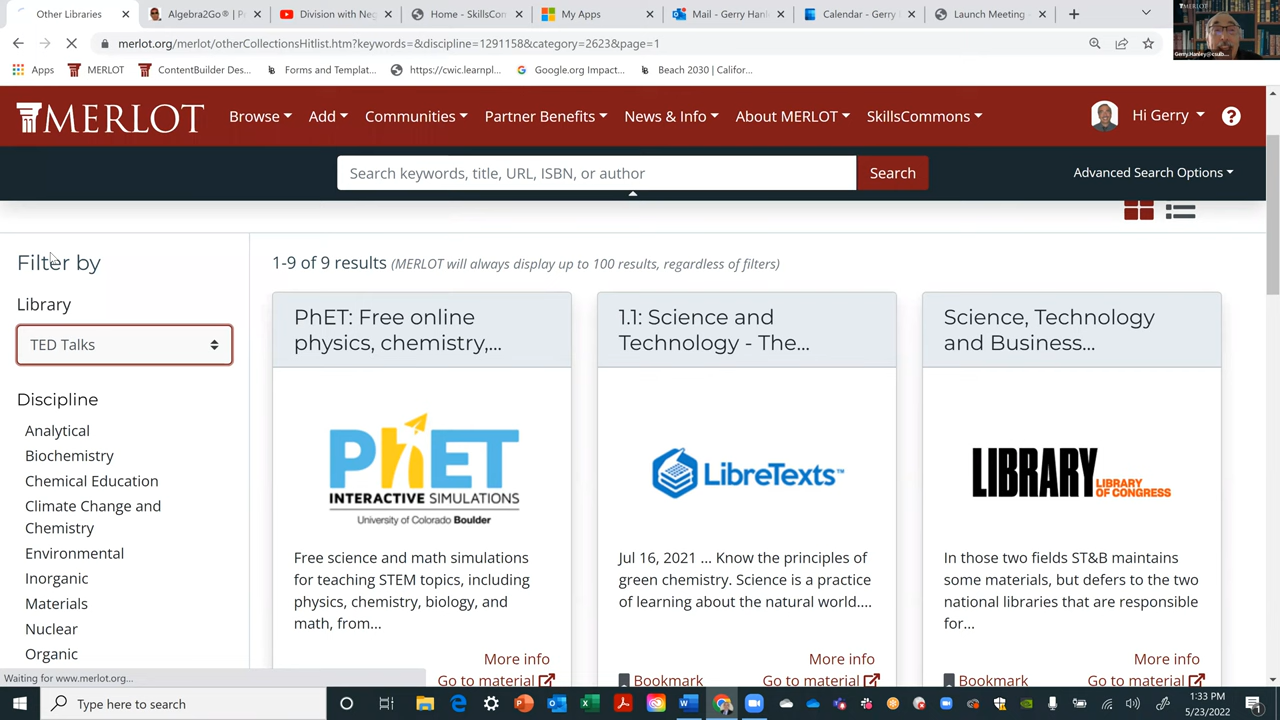 Other Libraries
Algebra2Go® | P
Division with Neg
Home - SkillsCom
My Apps
Mail - Gerry Hanl
Calendar - Gerry
Launch Meeting -
MERLOT
merlot.org/merlot/otherCollectionsHitlist.htm?keywords=&discipline=1291158&category=2623&page=1
Gerry.Hanley@csulb....
Apps
MERLOT
ContentBuilder Des...
Forms and Templat...
https://cwic.learnpl...
Google.org Impact...
Beach 2030 | Califor...
MERLOT
Browse
Add
Communities
Partner Benefits
News & Info
About MERLOT
SkillsCommons
Hi Gerry
?
Search keywords, title, URL, ISBN, or author
Search
Advanced Search Options
Filter by
Library
TED Talks
Discipline
Analytical
Biochemistry
Chemical Education
Climate Change and
Chemistry
Environmental
Inorganic
Materials
Nuclear
Organic
1-9 of 9 results (MERLOT will always display up to 100 results, regardless of filters)
PhET: Free online
physics, chemistry,...
PhET
INTERACTIVE SIMULATIONS
University of Colorado Boulder
Free science and math simulations
for teaching STEM topics, including
physics, chemistry, biology, and
math, from...
More info
Go to material
1.1: Science and
Technology - The...
LibreTexts™
Jul 16, 2021 ... Know the principles of
green chemistry. Science is a practice
of learning about the natural world....
More info
Bookmark
Go to material
Science, Technology
and Business...
LIBRARY
LIBRARY
OF CONGRESS
In those two fields ST&B maintains
some materials, but defers to the two
national libraries that are responsible
for...
More info
Bookmark
Go to material
Waiting for www.merlot.org...
Type here to search
1:33 PM
5/23/2022
1